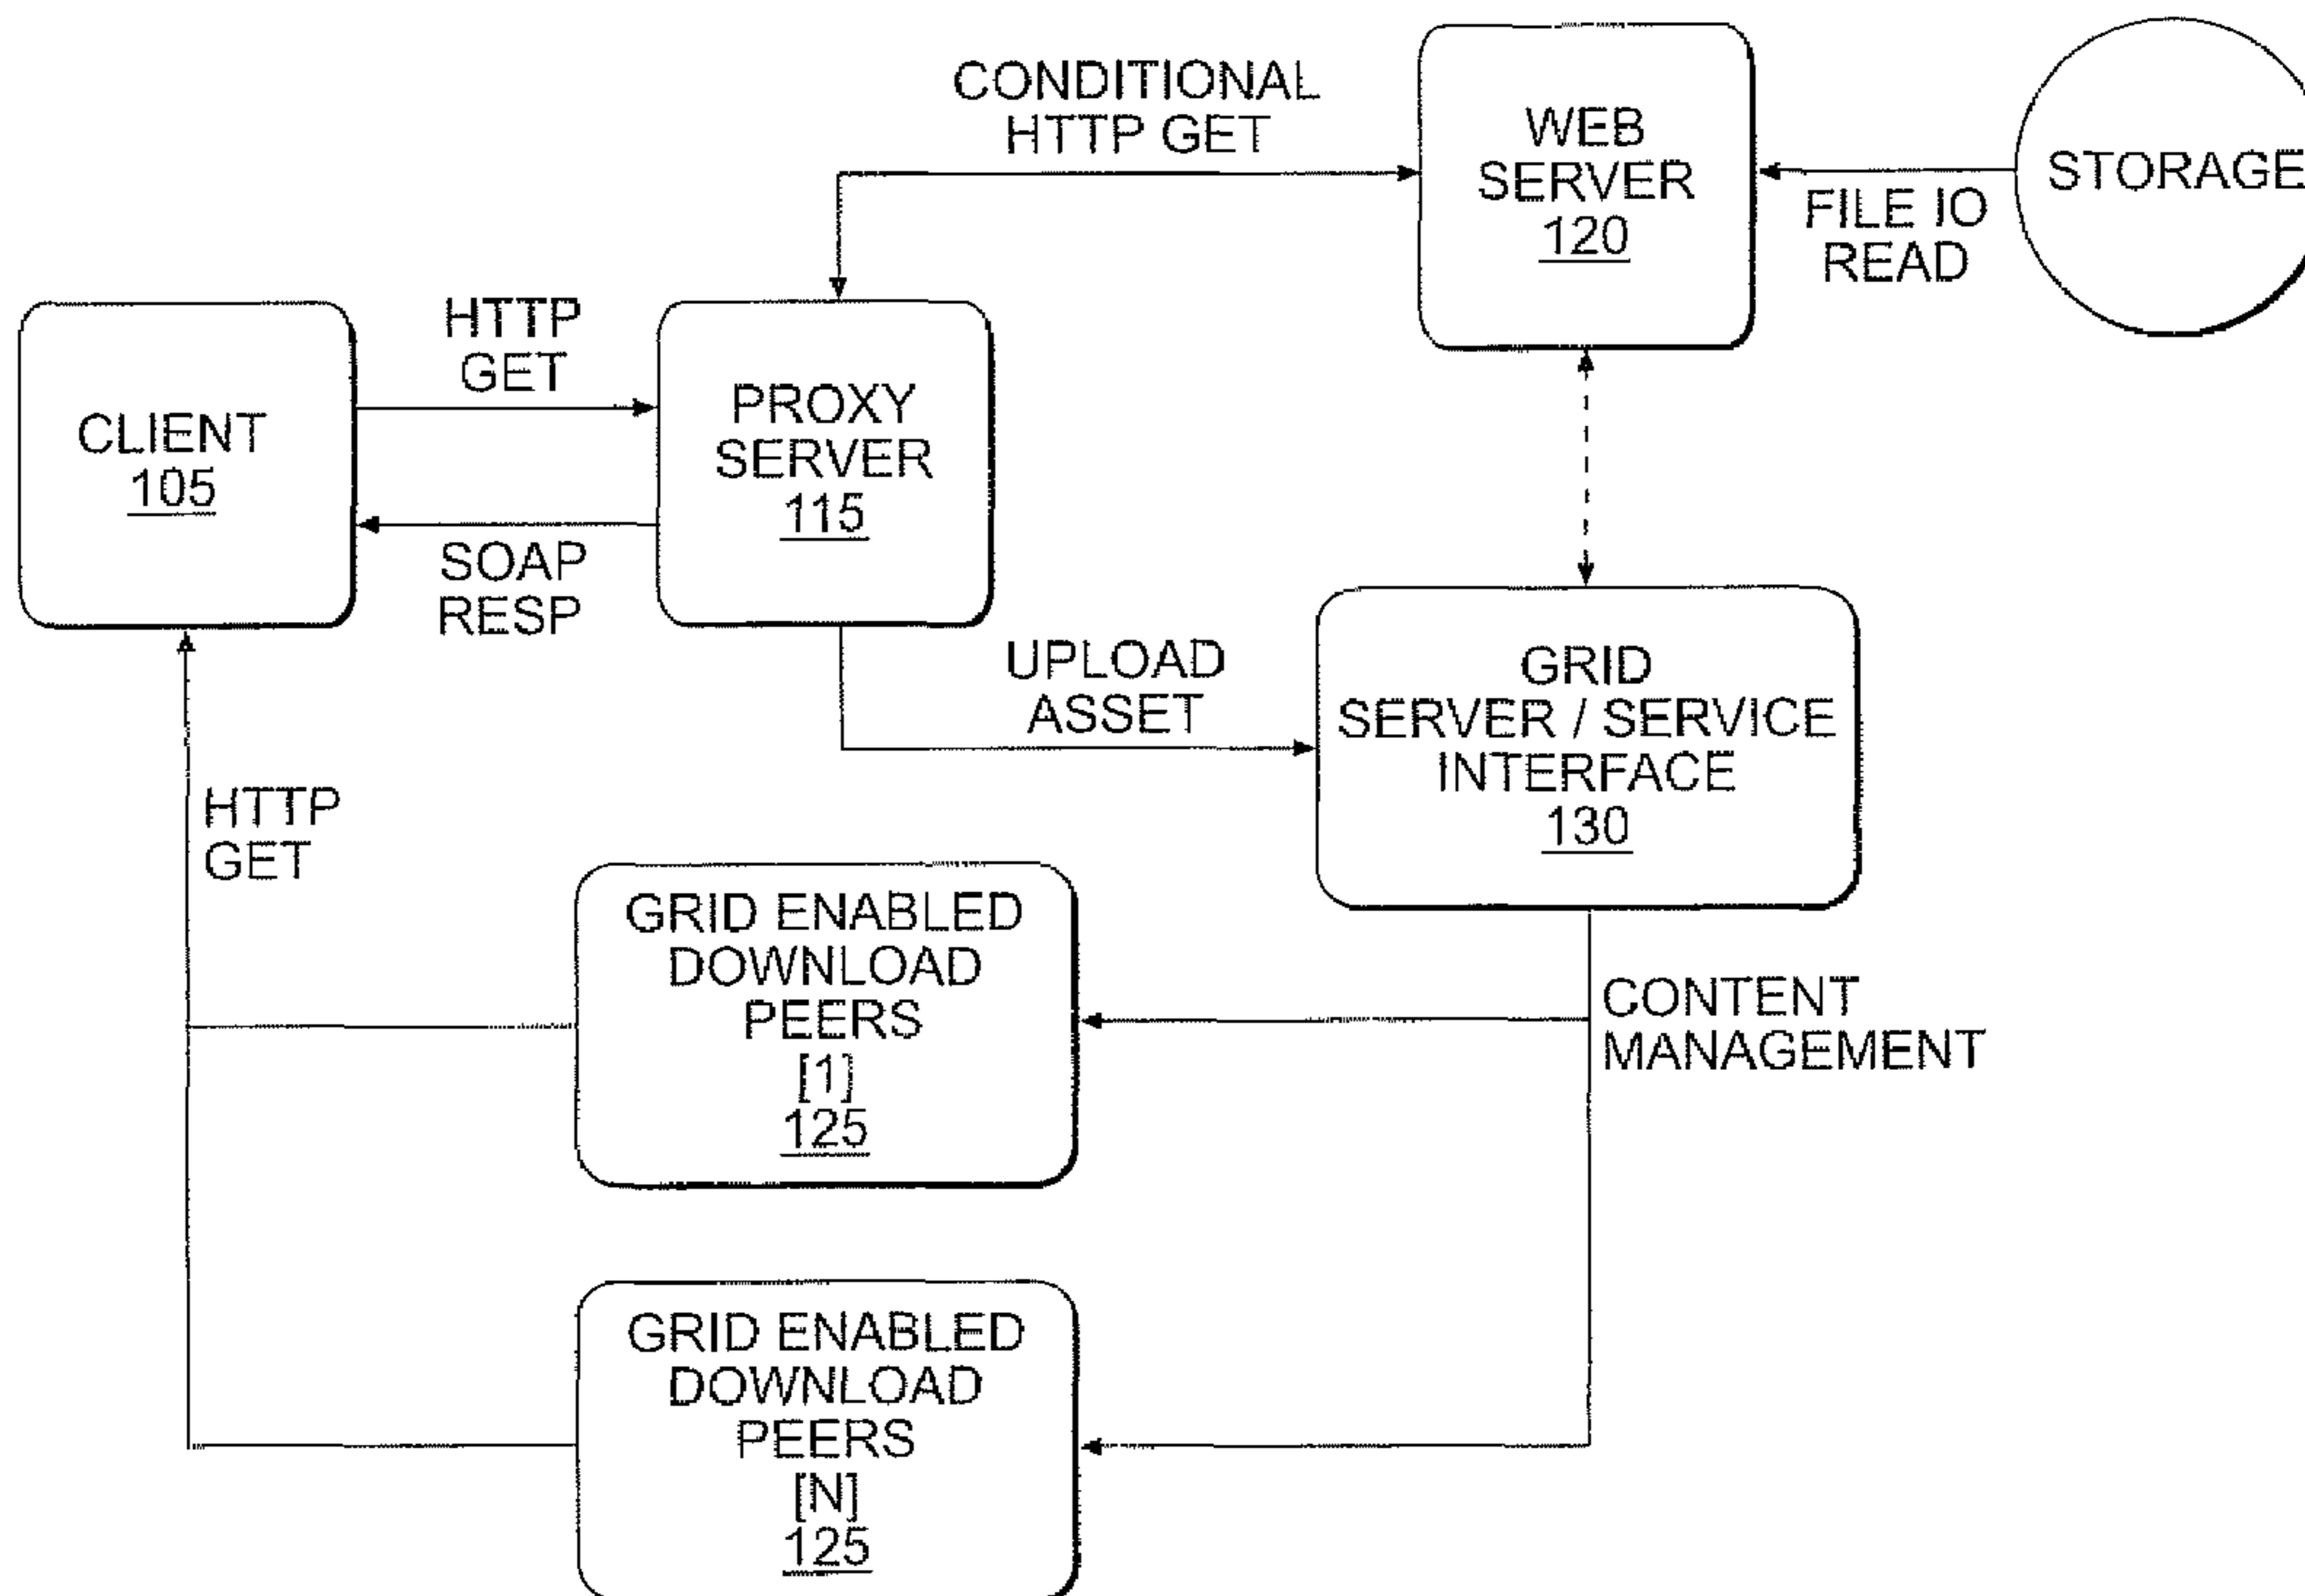 CONDITIONAL
HTTP GET
WEB
SERVER
120
FILE IO
READ
STORAGE
CLIENT
105
HTTP
GET
SOAP
RESP
PROXY
SERVER
115
UPLOAD
ASSET
GRID
SERVER / SERVICE
INTERFACE
130
HTTP
GET
GRID ENABLED
DOWNLOAD
PEERS
[1]
125
CONTENT
MANAGEMENT
GRID ENABLED
DOWNLOAD
PEERS
[N]
125